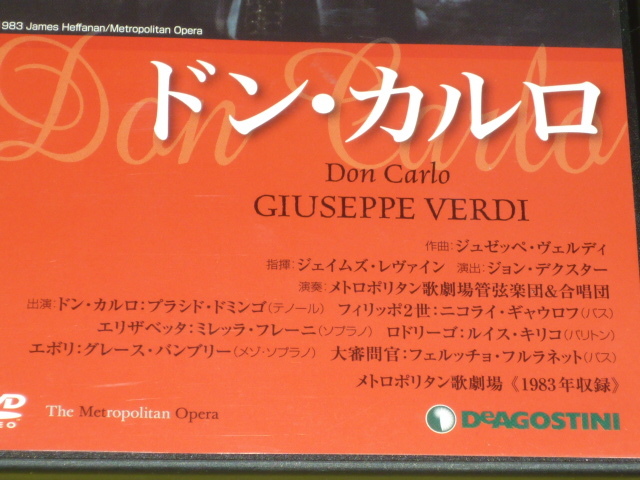 983 James Heffanan/Metropolitan Opera
Don Carlo
ドン・カルロ
Don Carlo
GIUSEPPE VERDI
作曲:ジュゼッペ・ヴェルディ
指揮:ジェイムズ・レヴァイン 演出:ジョン・デクスター
演奏:メトロポリタン歌劇場管弦楽団&合唱団
出演:ドン・カルロ:プラシド・ドミンゴ(テノール) フィリッポ2世:ニコライ・ギャウロフ(バス)
エリザベッタ:ミレッラ・フレーニ(ソプラノ) ロドリーゴ:ルイス・キリコ(バリトン)
エボリ:グレース・バンブリー(メゾ・ソプラノ) 大審問官:フェルッチョ・フルラネット(バス)
メトロポリタン歌劇場《1983年収録》
The Metropolitan Opera
DeAGOSTINI